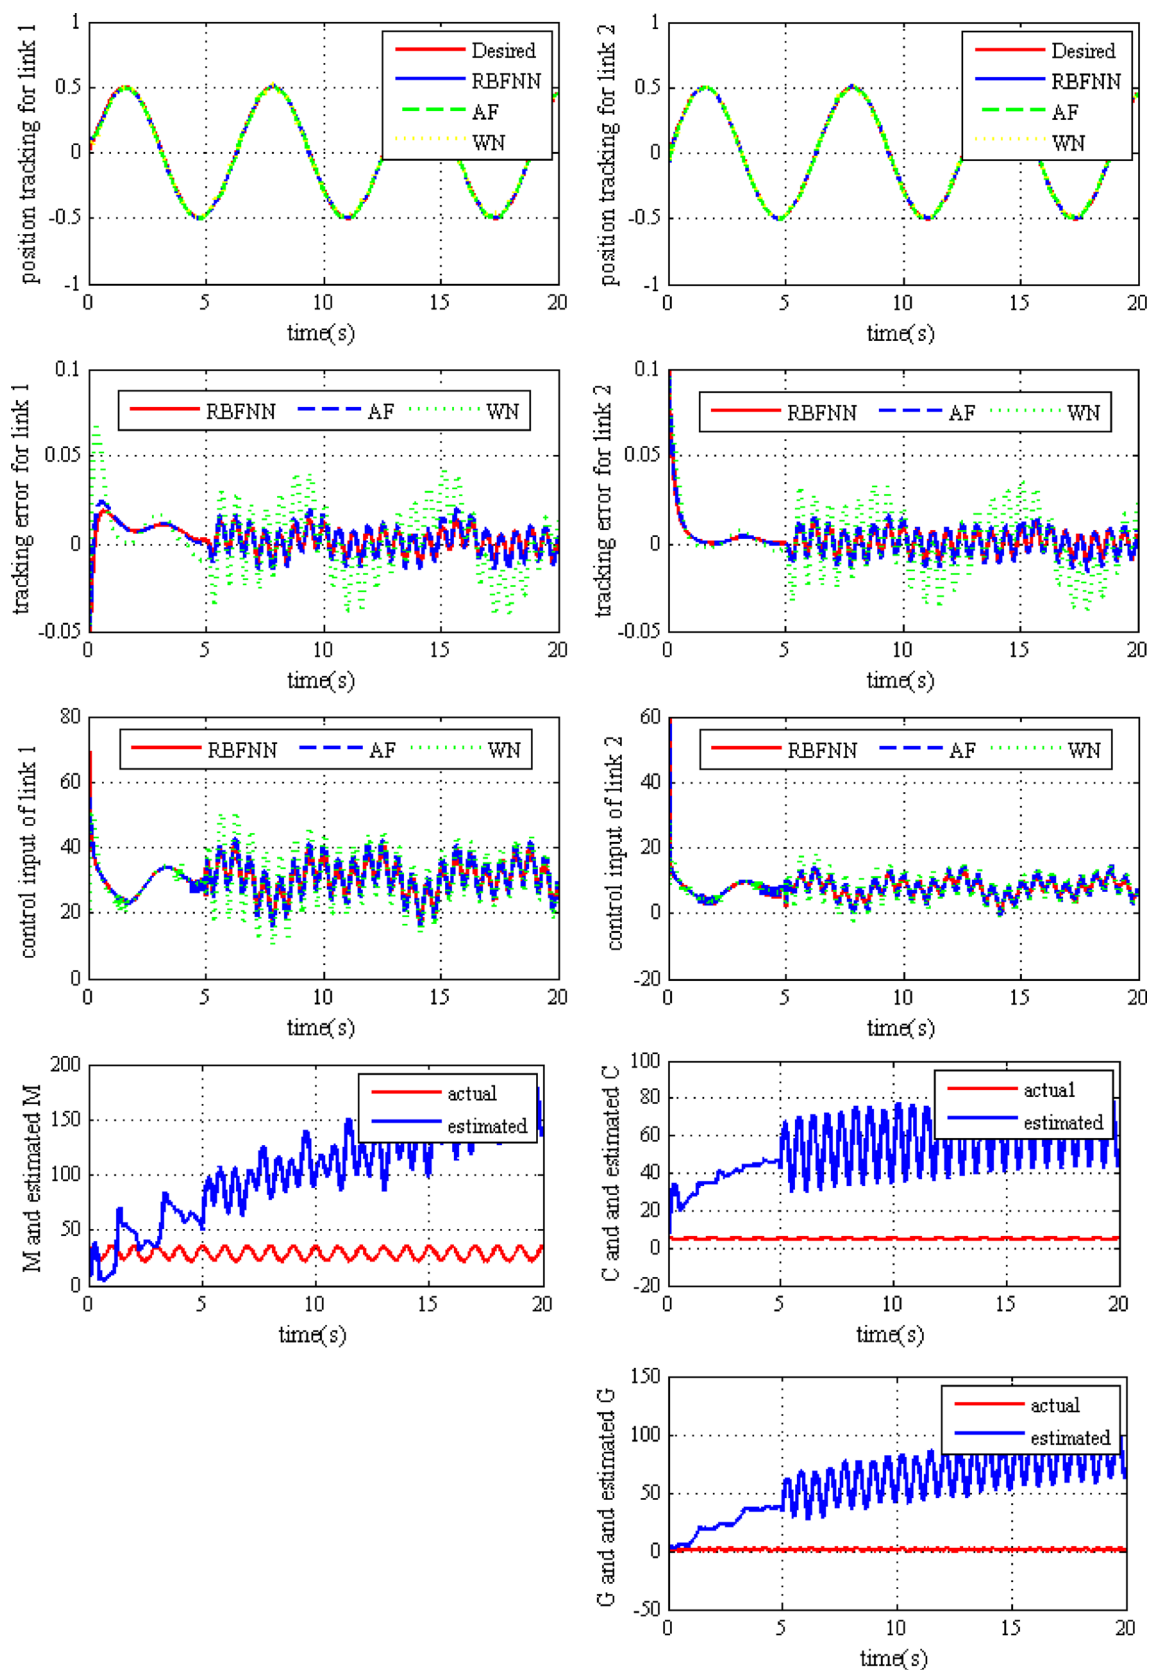 position tracking for link 1
1
0.5
0
-0.5
-1
Desired
RBFNN
AF
WN
0 5 10 15 20
time(s)
position tracking for link 2
1
0.5
0
-0.5
-1
Desired
RBFNN
AF
WN
0 5 10 15 20
time(s)
tracking error for link 1
0.1
0.05
0
-0.05
RBFNN AF WN
0 5 10 15 20
time(s)
tracking error for link 2
0.1
0.05
0
-0.05
RBFNN AF WN
0 5 10 15 20
time(s)
control input of link 1
80
60
40
20
0
RBFNN AF WN
0 5 10 15 20
time(s)
control input of link 2
60
40
20
0
-20
RBFNN AF WN
0 5 10 15 20
time(s)
M and estimated M
200
150
100
50
0
actual
estimated
0 5 10 15 20
time(s)
C and and estimated C
100
80
60
40
20
0
-20
actual
estimated
0 5 10 15 20
time(s)
G and and estimated G
150
100
50
0
-50
actual
estimated
0 5 10 15 20
time(s)